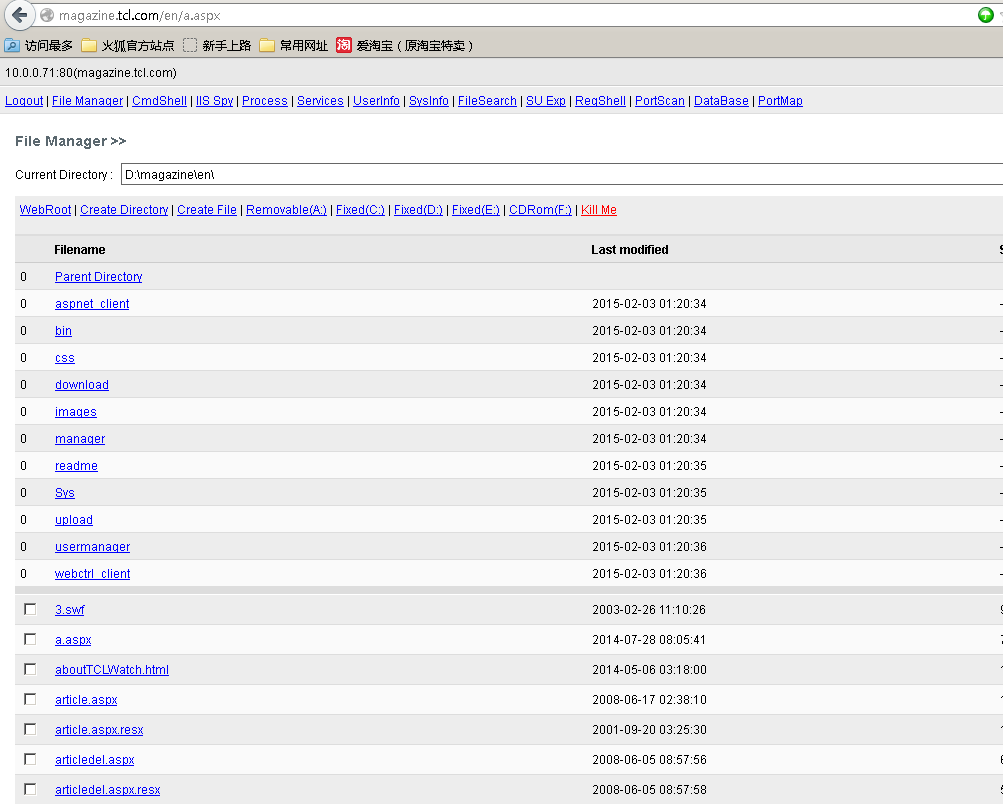 magazine.tcl.com/en/a.aspx
访问最多 火狐官方站点 新手上路 常用网址 淘 爱淘宝（原淘宝特卖）
10.0.0.71:80(magazine.tcl.com)
Logout | File Manager | CmdShell | IIS Spy | Process | Services | UserInfo | SysInfo | FileSearch | SU Exp | RegShell | PortScan | DataBase | PortMap
File Manager >>
Current Directory : D:\magazine\en\
WebRoot | Create Directory | Create File | Removable(A:) | Fixed(C:) | Fixed(D:) | Fixed(E:) | CDRom(F:) | Kill Me
Filename Last modified
0 Parent Directory
0 aspnet_client 2015-02-03 01:20:34
0 bin 2015-02-03 01:20:34
0 css 2015-02-03 01:20:34
0 download 2015-02-03 01:20:34
0 images 2015-02-03 01:20:34
0 manager 2015-02-03 01:20:34
0 readme 2015-02-03 01:20:35
0 Sys 2015-02-03 01:20:35
0 upload 2015-02-03 01:20:35
0 usermanager 2015-02-03 01:20:36
0 webctrl_client 2015-02-03 01:20:36
3.swf 2003-02-26 11:10:26
a.aspx 2014-07-28 08:05:41
aboutTCLWatch.html 2014-05-06 03:18:00
article.aspx 2008-06-17 02:38:10
article.aspx.resx 2001-09-20 03:25:30
articledel.aspx 2008-06-05 08:57:56
articledel.aspx.resx 2008-06-05 08:57:58